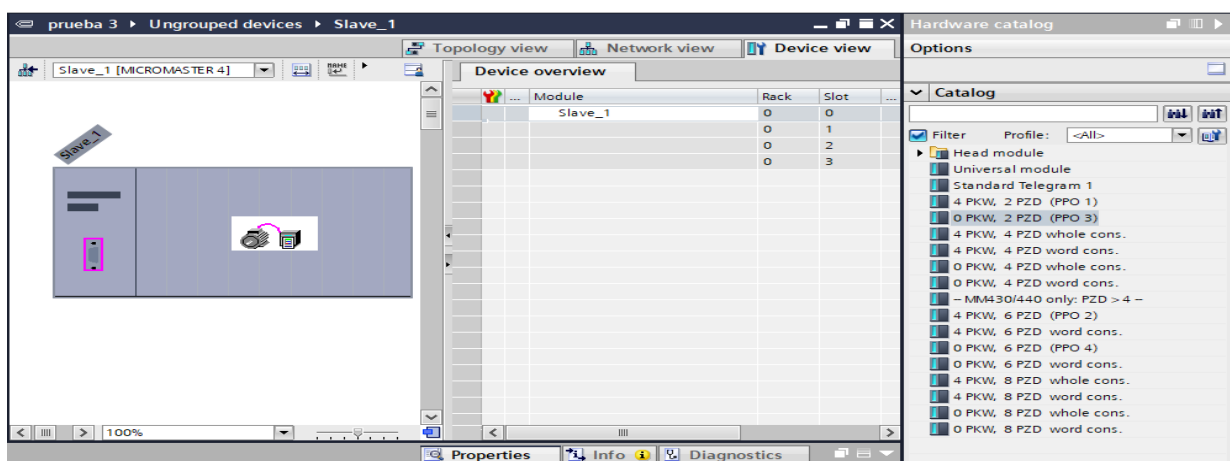 prueba 3 ▸ Ungrouped devices ▸ Slave_1
Topology view
Network view
Device view
Slave_1 [MICROMASTER 4]
Slave_1
100%
Device overview
... Module Rack Slot ...
Slave_1 0 0
0 1
0 2
0 3
Properties
Info
Diagnostics
Hardware catalog
Options
Catalog
Filter Profile: <All>
Head module
Universal module
Standard Telegram 1
4 PKW, 2 PZD (PPO 1)
0 PKW, 2 PZD (PPO 3)
4 PKW, 4 PZD whole cons.
4 PKW, 4 PZD word cons.
0 PKW, 4 PZD whole cons.
0 PKW, 4 PZD word cons.
– MM430/440 only: PZD > 4 –
4 PKW, 6 PZD (PPO 2)
4 PKW, 6 PZD word cons.
0 PKW, 6 PZD (PPO 4)
0 PKW, 6 PZD word cons.
4 PKW, 8 PZD whole cons.
4 PKW, 8 PZD word cons.
0 PKW, 8 PZD whole cons.
0 PKW, 8 PZD word cons.